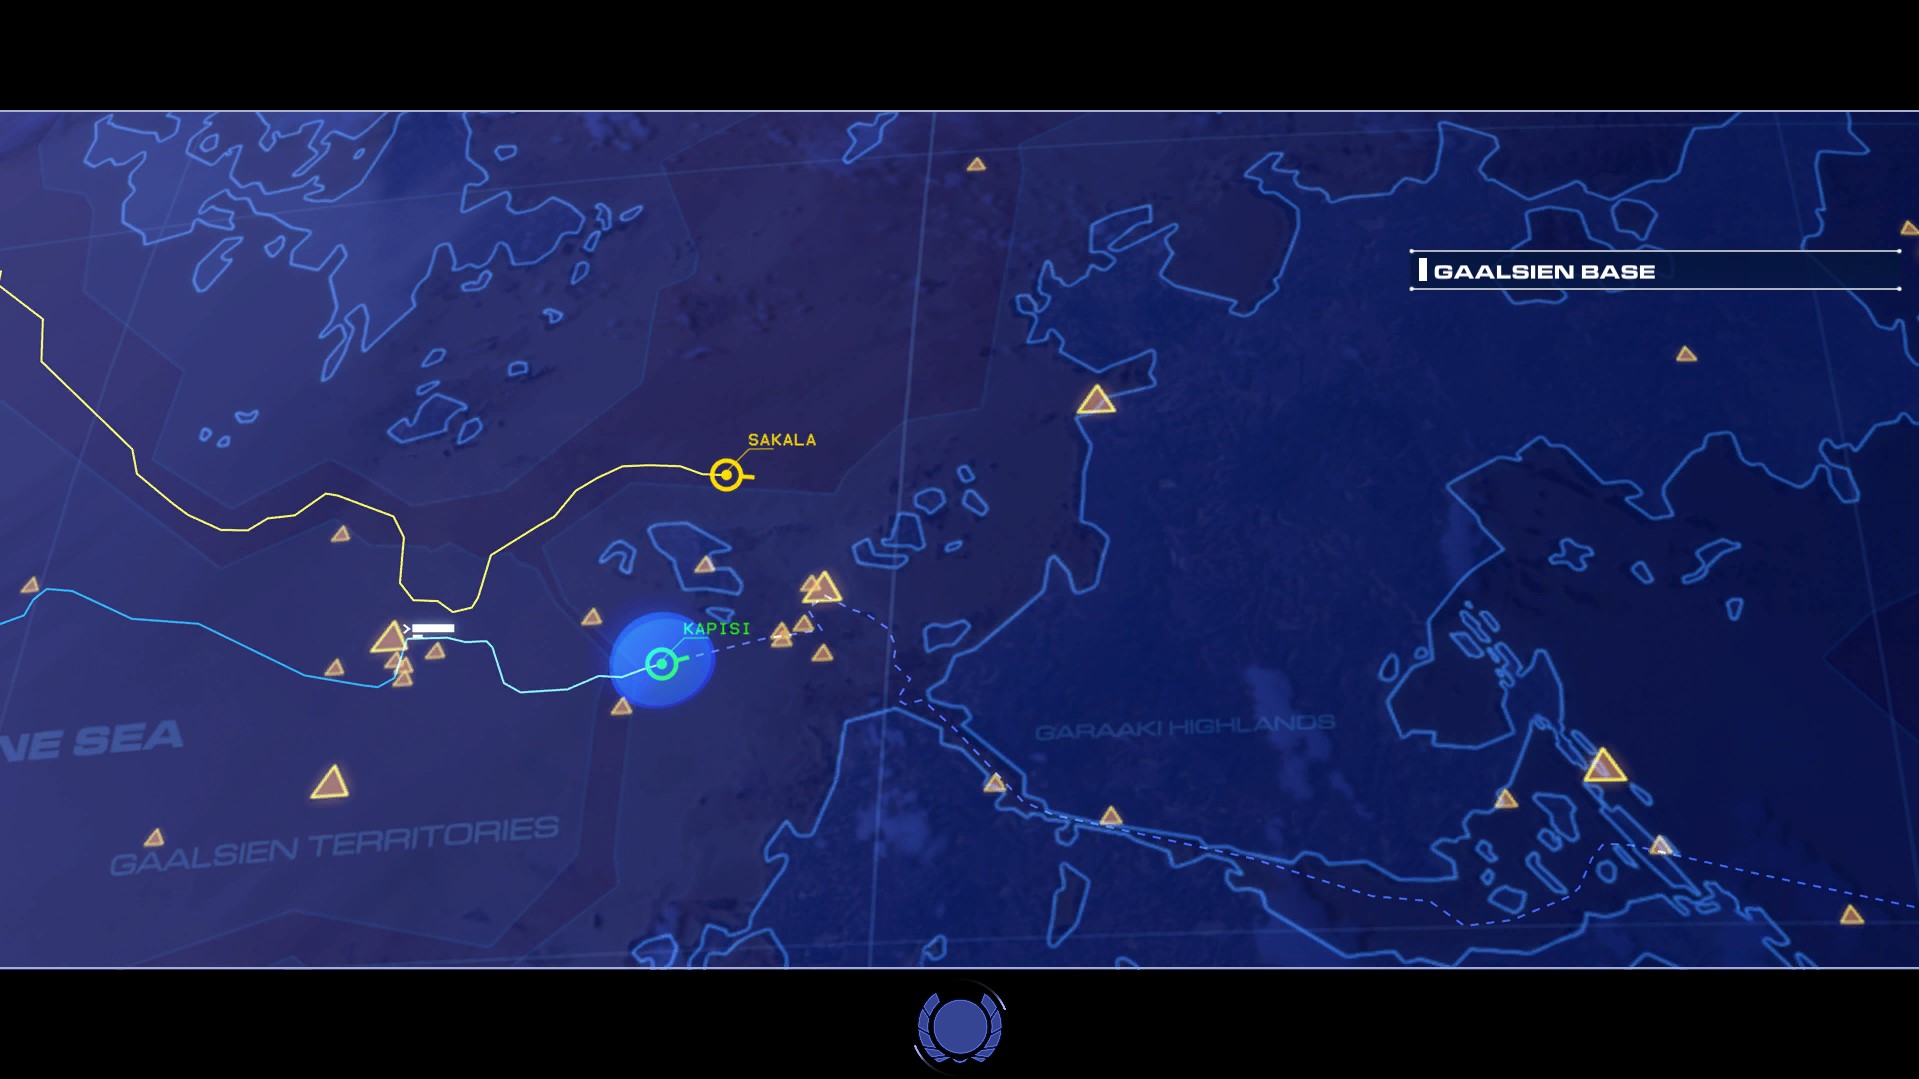 GAALSIEN BASE
SAKALA
KAPISI
NE SEA
GARAAKI HIGHLANDS
GAALSIEN TERRITORIES